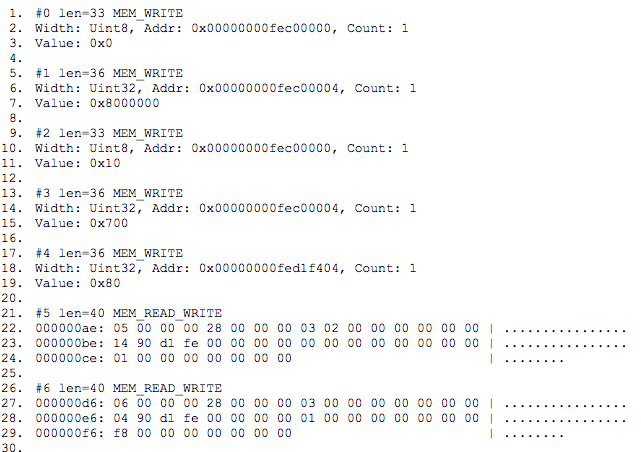 1. #0 len=33 MEM_WRITE
2. Width: Uint8, Addr: 0x00000000fec00000, Count: 1
3. Value: 0x0
4.
5. #1 len=36 MEM_WRITE
6. Width: Uint32, Addr: 0x00000000fec00004, Count: 1
7. Value: 0x8000000
8.
9. #2 len=33 MEM_WRITE
10. Width: Uint8, Addr: 0x00000000fec00000, Count: 1
11. Value: 0x10
12.
13. #3 len=36 MEM_WRITE
14. Width: Uint32, Addr: 0x00000000fec00004, Count: 1
15. Value: 0x700
16.
17. #4 len=36 MEM_WRITE
18. Width: Uint32, Addr: 0x00000000fed1f404, Count: 1
19. Value: 0x80
20.
21. #5 len=40 MEM_READ_WRITE
22. 000000ae: 05 00 00 00 28 00 00 00 03 02 00 00 00 00 00 00 | ................
23. 000000be: 14 90 d1 fe 00 00 00 00 00 00 00 00 00 00 00 00 | ................
24. 000000ce: 01 00 00 00 00 00 00 00 | ........
25.
26. #6 len=40 MEM_READ_WRITE
27. 000000d6: 06 00 00 00 28 00 00 00 03 00 00 00 00 00 00 00 | ................
28. 000000e6: 04 90 d1 fe 00 00 00 00 01 00 00 00 00 00 00 00 | ................
29. 000000f6: f8 00 00 00 00 00 00 00 | ........
30.